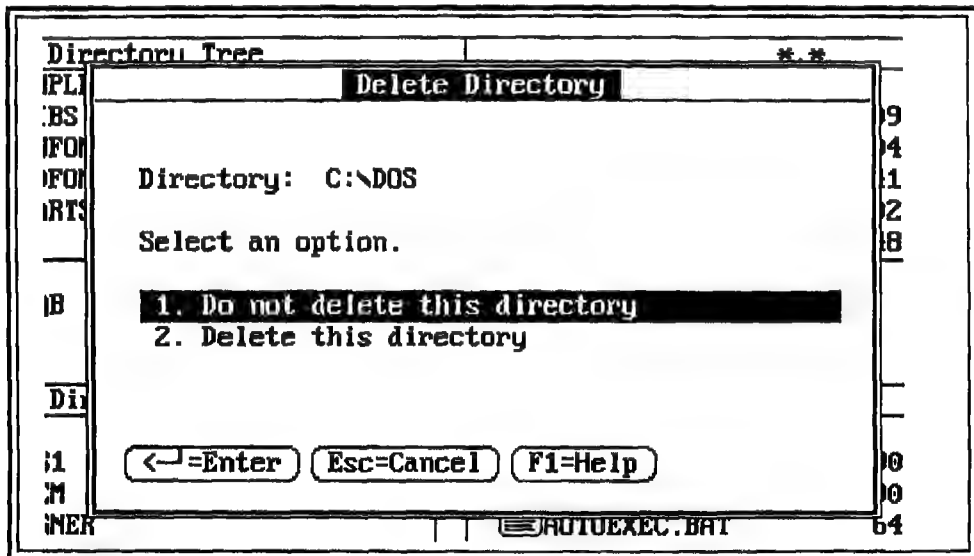 Directory Tree *.*
Delete Directory
Directory: C:\DOS
Select an option.
1. Do not delete this directory
2. Delete this directory
=Enter Esc=Cancel F1=Help
AUTOEXEC.BAT 64